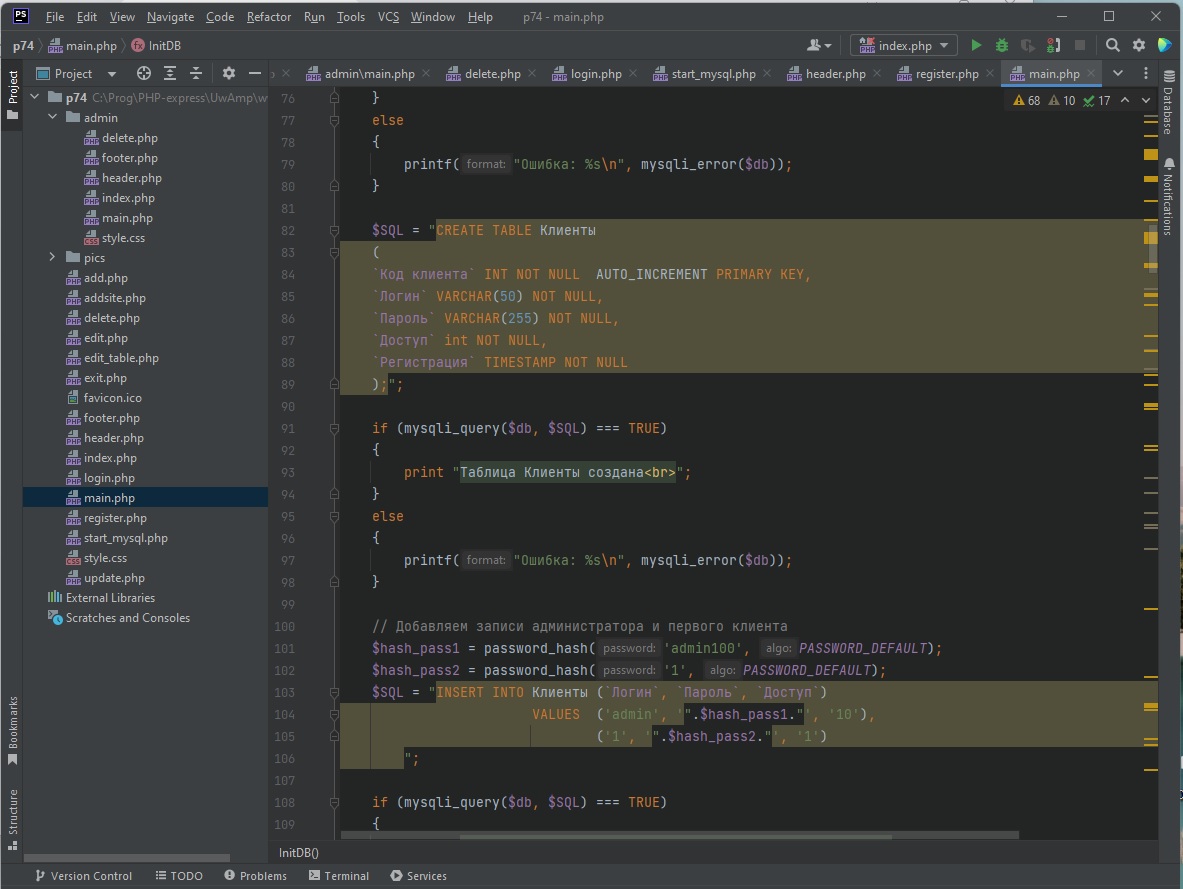 PS File Edit View Navigate Code Refactor Run Tools VCS Window Help p74 - main.php
p74 main.php InitDB index.php
Project admin\main.php delete.php login.php start_mysql.php header.php register.php main.php
68 10 17
Project
Bookmarks
Structure
Database
Notifications
p74 C:\Prog\PHP-express\UwAmp\w
admin
delete.php
footer.php
header.php
index.php
main.php
style.css
pics
add.php
addsite.php
delete.php
edit.php
edit_table.php
exit.php
favicon.ico
footer.php
header.php
index.php
login.php
main.php
register.php
start_mysql.php
style.css
update.php
External Libraries
Scratches and Consoles
76 }
77 else
78 {
79 printf( format: "Ошибка: %s\n", mysqli_error($db));
80 }
81
82 $SQL = "CREATE TABLE Клиенты
83 (
84 `Код клиента` INT NOT NULL  AUTO_INCREMENT PRIMARY KEY,
85 `Логин` VARCHAR(50) NOT NULL,
86 `Пароль` VARCHAR(255) NOT NULL,
87 `Доступ` int NOT NULL,
88 `Регистрация` TIMESTAMP NOT NULL
89 );";
90
91 if (mysqli_query($db, $SQL) === TRUE)
92 {
93 print "Таблица Клиенты создана<br>";
94 }
95 else
96 {
97 printf( format: "Ошибка: %s\n", mysqli_error($db));
98 }
99
100 // Добавляем записи администратора и первого клиента
101 $hash_pass1 = password_hash( password: 'admin100', algo: PASSWORD_DEFAULT);
102 $hash_pass2 = password_hash( password: '1', algo: PASSWORD_DEFAULT);
103 $SQL = "INSERT INTO Клиенты (`Логин`, `Пароль`, `Доступ`)
104 VALUES  ('admin', '".$hash_pass1."', '10'),
105 ('1', '".$hash_pass2."', '1')
106 ";
107
108 if (mysqli_query($db, $SQL) === TRUE)
109 {
InitDB()
Version Control TODO Problems Terminal Services